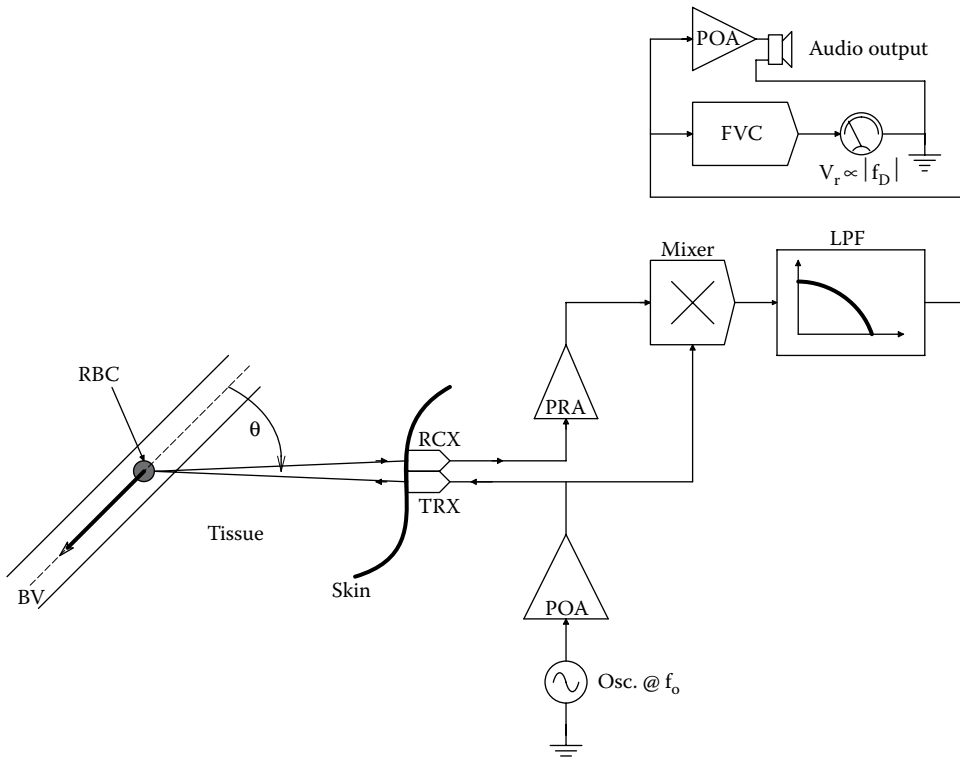 POA
Audio output
FVC
V_r ∝ |f_D|
Mixer
LPF
RBC
θ
PRA
RCX
TRX
Tissue
Skin
BV
POA
Osc. @ f_o